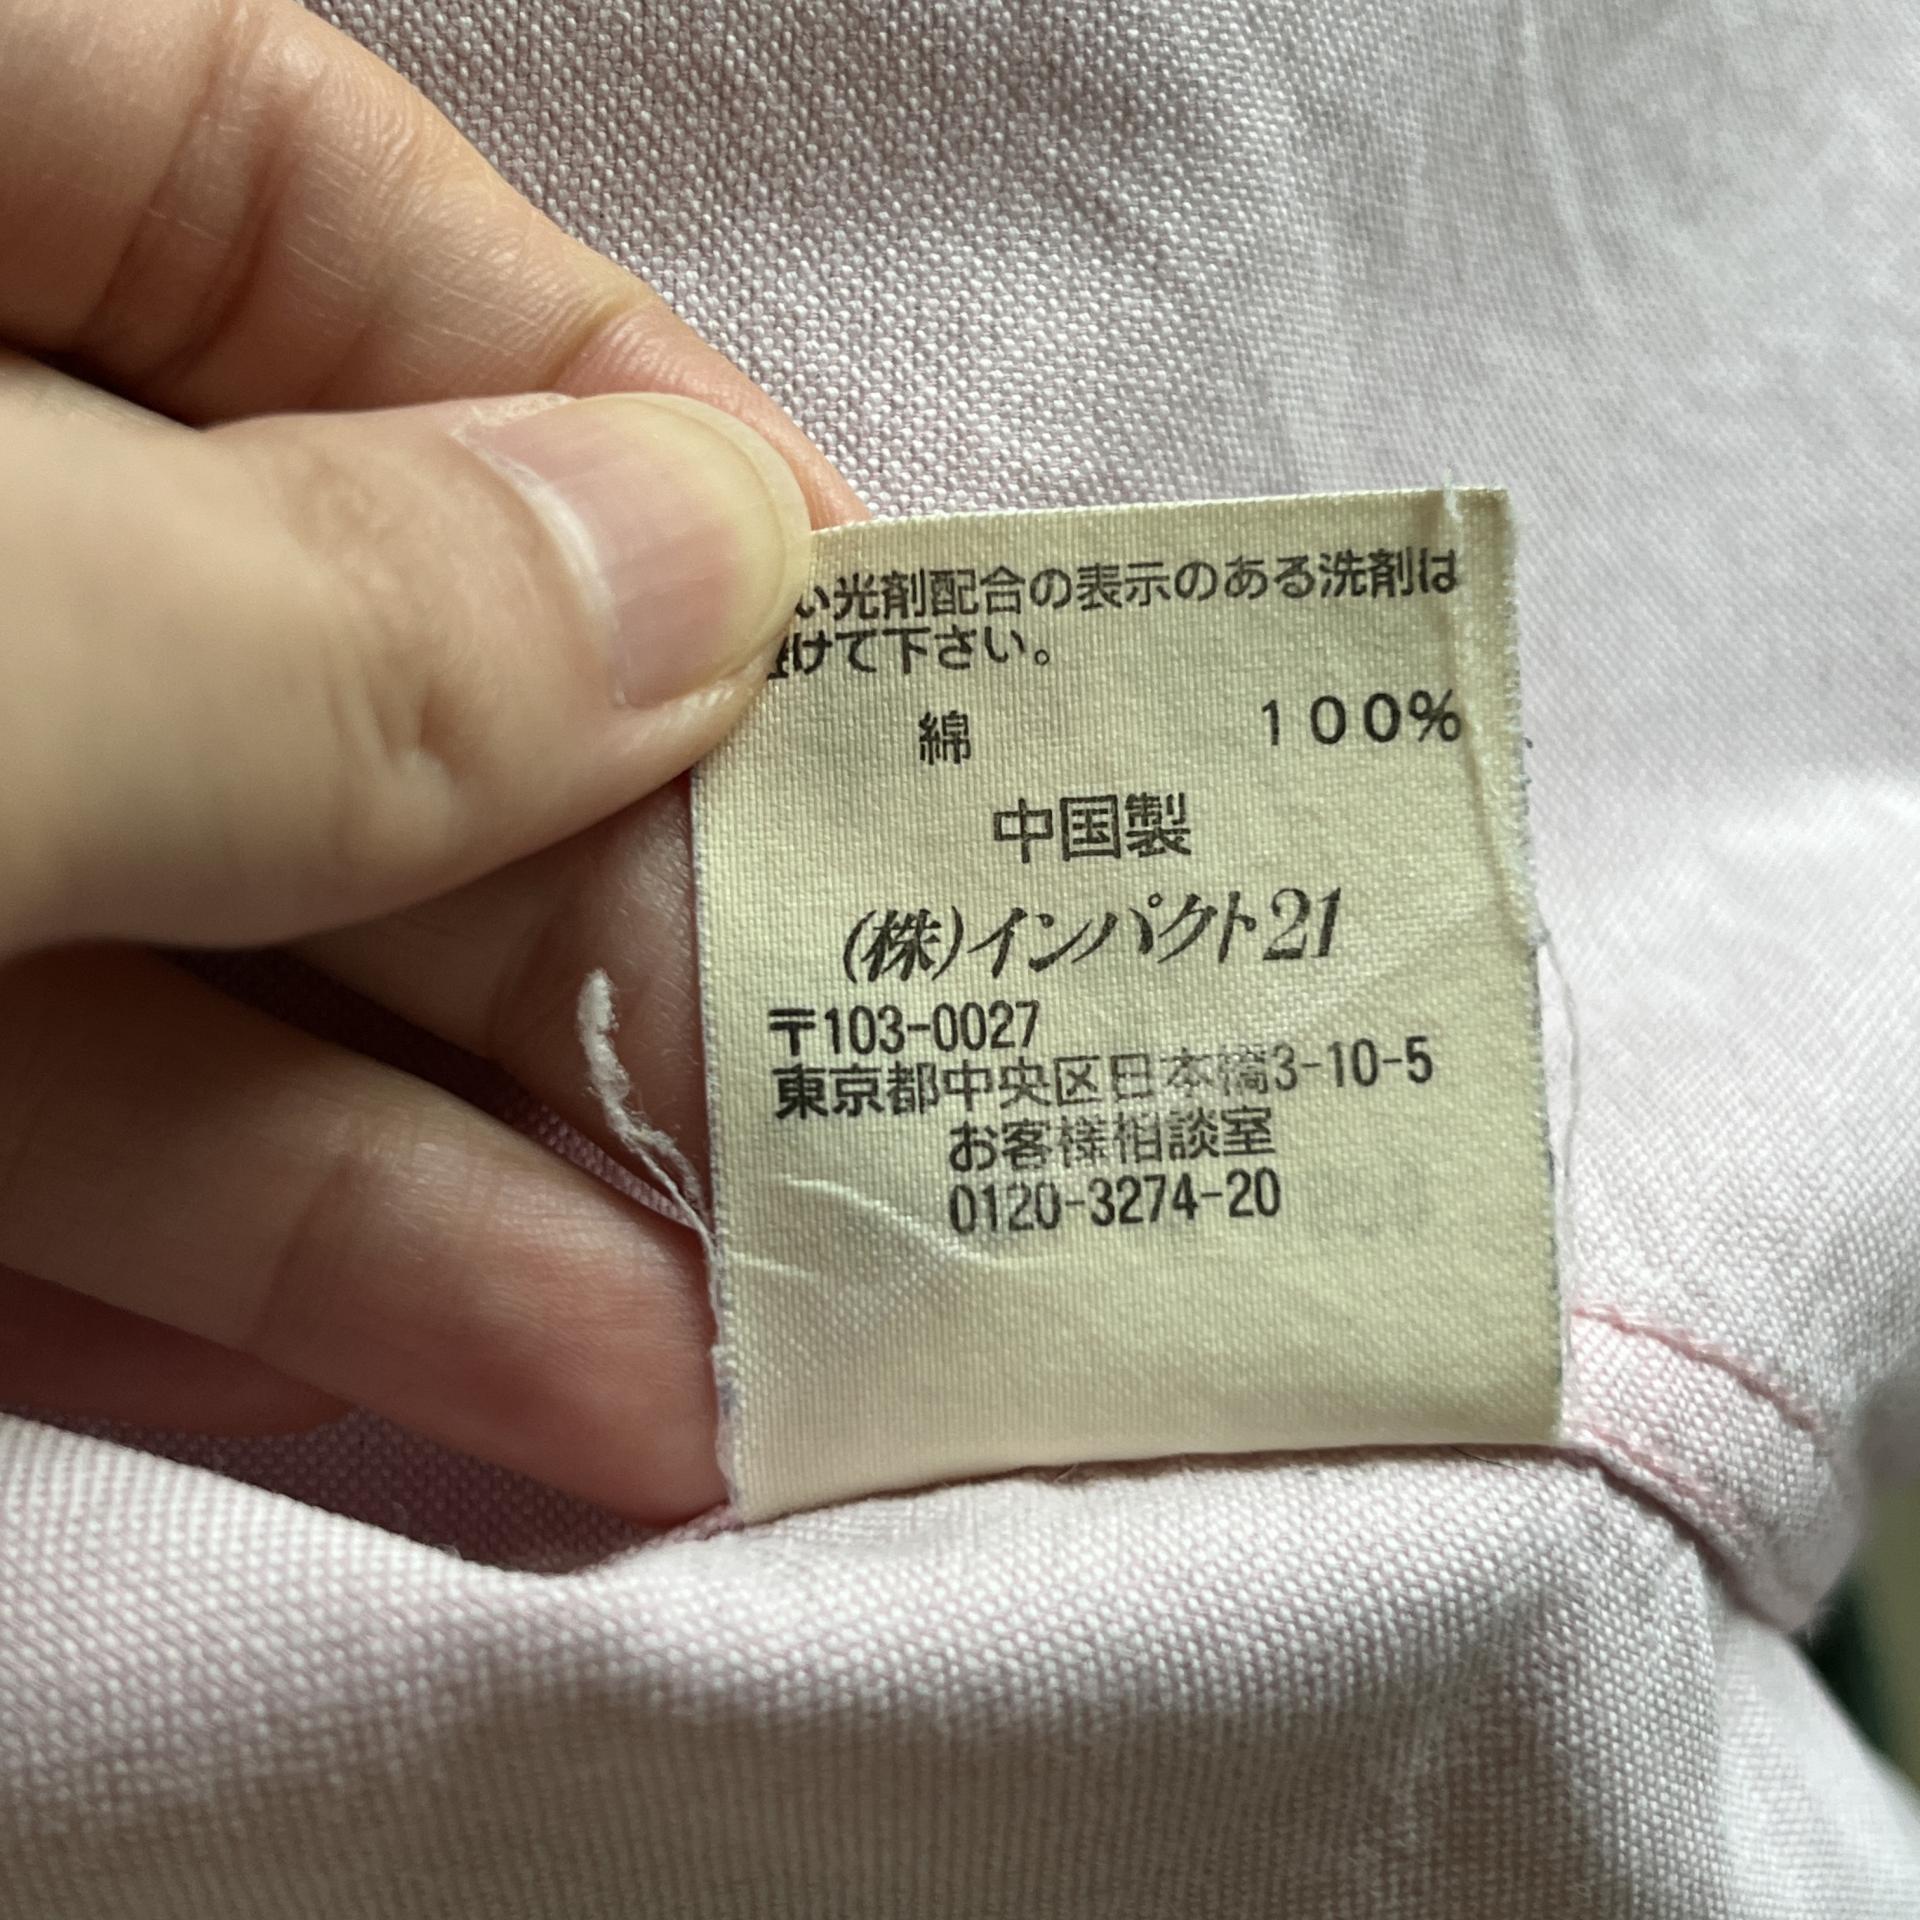 い光剤配合の表示のある洗剤は
けて下さい。
綿 100%
中国製
(株)インパクト21
〒103-0027
東京都中央区日本橋3-10-5
お客様相談室
0120-3274-20